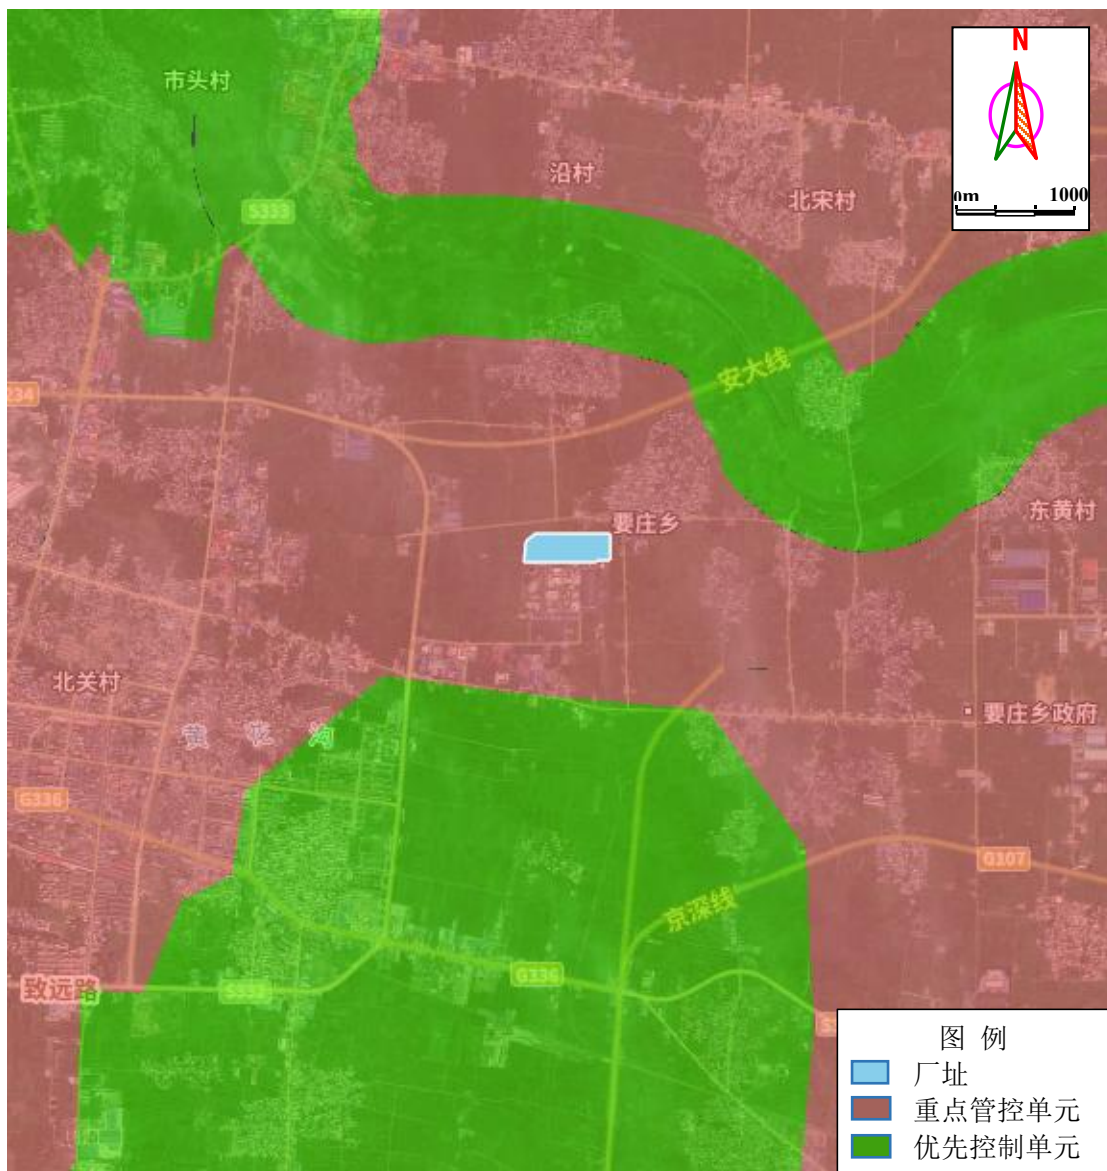 N
0m 1000
市头村
沿村
北宋村
S333
安大线
234
要庄乡
东黄村
北关村
黄 花 沟
要庄乡政府
G336
G107
京深线
G336
致远路
S333
图 例
厂址
重点管控单元
优先控制单元